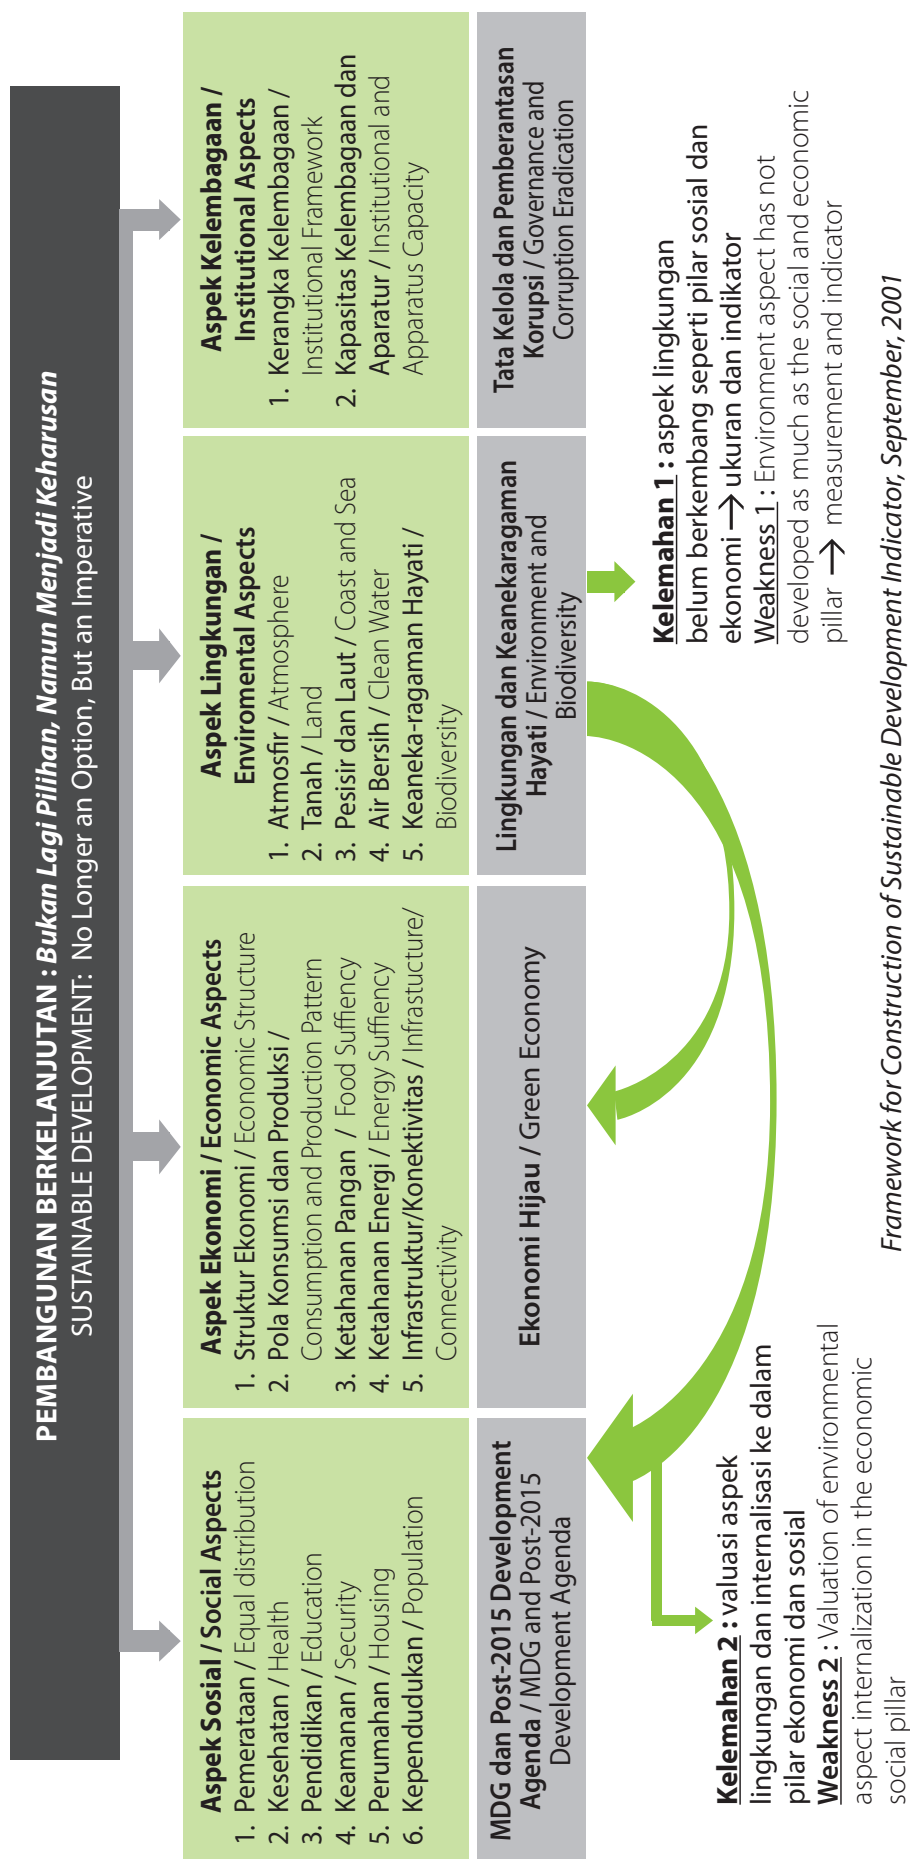 PEMBANGUNAN BERKELANJUTAN : Bukan Lagi Pilihan, Namun Menjadi Keharusan
SUSTAINABLE DEVELOPMENT: No Longer an Option, But an Imperative
Aspek Sosial / Social Aspects
1. Pemerataan / Equal distribution
2. Kesehatan / Health
3. Pendidikan / Education
4. Keamanan / Security
5. Perumahan / Housing
6. Kependudukan / Population
Aspek Ekonomi / Economic Aspects
1. Struktur Ekonomi / Economic Structure
2. Pola Konsumsi dan Produksi /
Consumption and Production Pattern
3. Ketahanan Pangan / Food Suffiency
4. Ketahanan Energi / Energy Suffiency
5. Infrastruktur/Konektivitas / Infrasucture/
Connectivity
Aspek Lingkungan /
Enviromental Aspects
1. Atmosfir / Atmosphere
2. Tanah / Land
3. Pesisir dan Laut / Coast and Sea
4. Air Bersih / Clean Water
5. Keaneka-ragaman Hayati /
Biodiversity
Aspek Kelembagaan /
Institutional Aspects
1. Kerangka Kelembagaan /
Institutional Framework
2. Kapasitas Kelembagaan dan
Aparatur / Institutional and
Apparatus Capacity
MDG dan Post-2015 Development
Agenda / MDG and Post-2015
Development Agenda
Ekonomi Hijau / Green Economy
Lingkungan dan Keanekaragaman
Hayati / Environment and
Biodiversity
Tata Kelola dan Pemberantasan
Korupsi / Governance and
Corruption Eradication
Kelemahan 2 : valuasi aspek
lingkungan dan internalisasi ke dalam
pilar ekonomi dan sosial
Weakness 2 : Valuation of environmental
aspect internalization in the economic
social pillar
Kelemahan 1 : aspek lingkungan
belum berkembang seperti pilar sosial dan
ekonomi → ukuran dan indikator
Weakness 1 : Environment aspect has not
developed as much as the social and economic
pillar → measurement and indicator
Framework for Construction of Sustainable Development Indicator, September, 2001